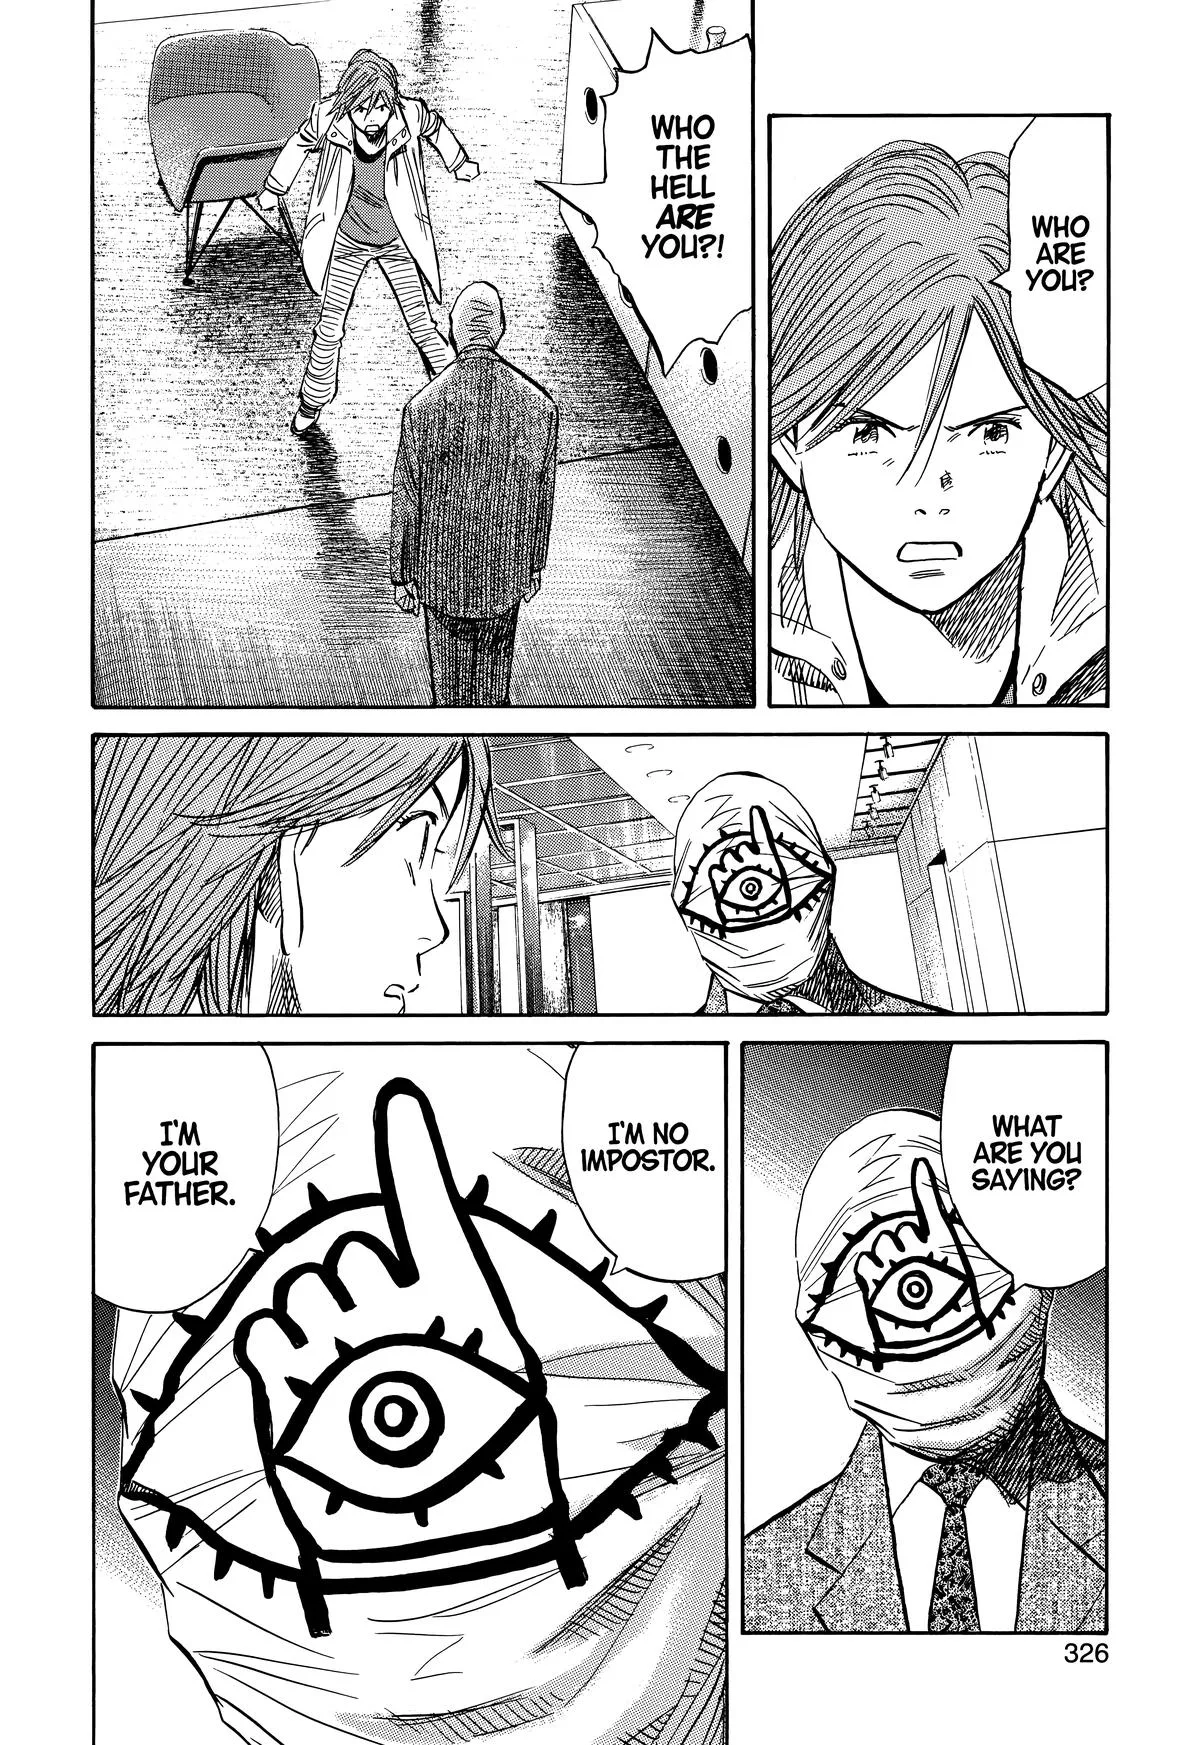 WHO
ARE
YOU?
WHO
THE
HELL
ARE
YOU?!
WHAT
ARE YOU
SAYING?
I'M NO
IMPOSTOR.
I'M
YOUR
FATHER.
326